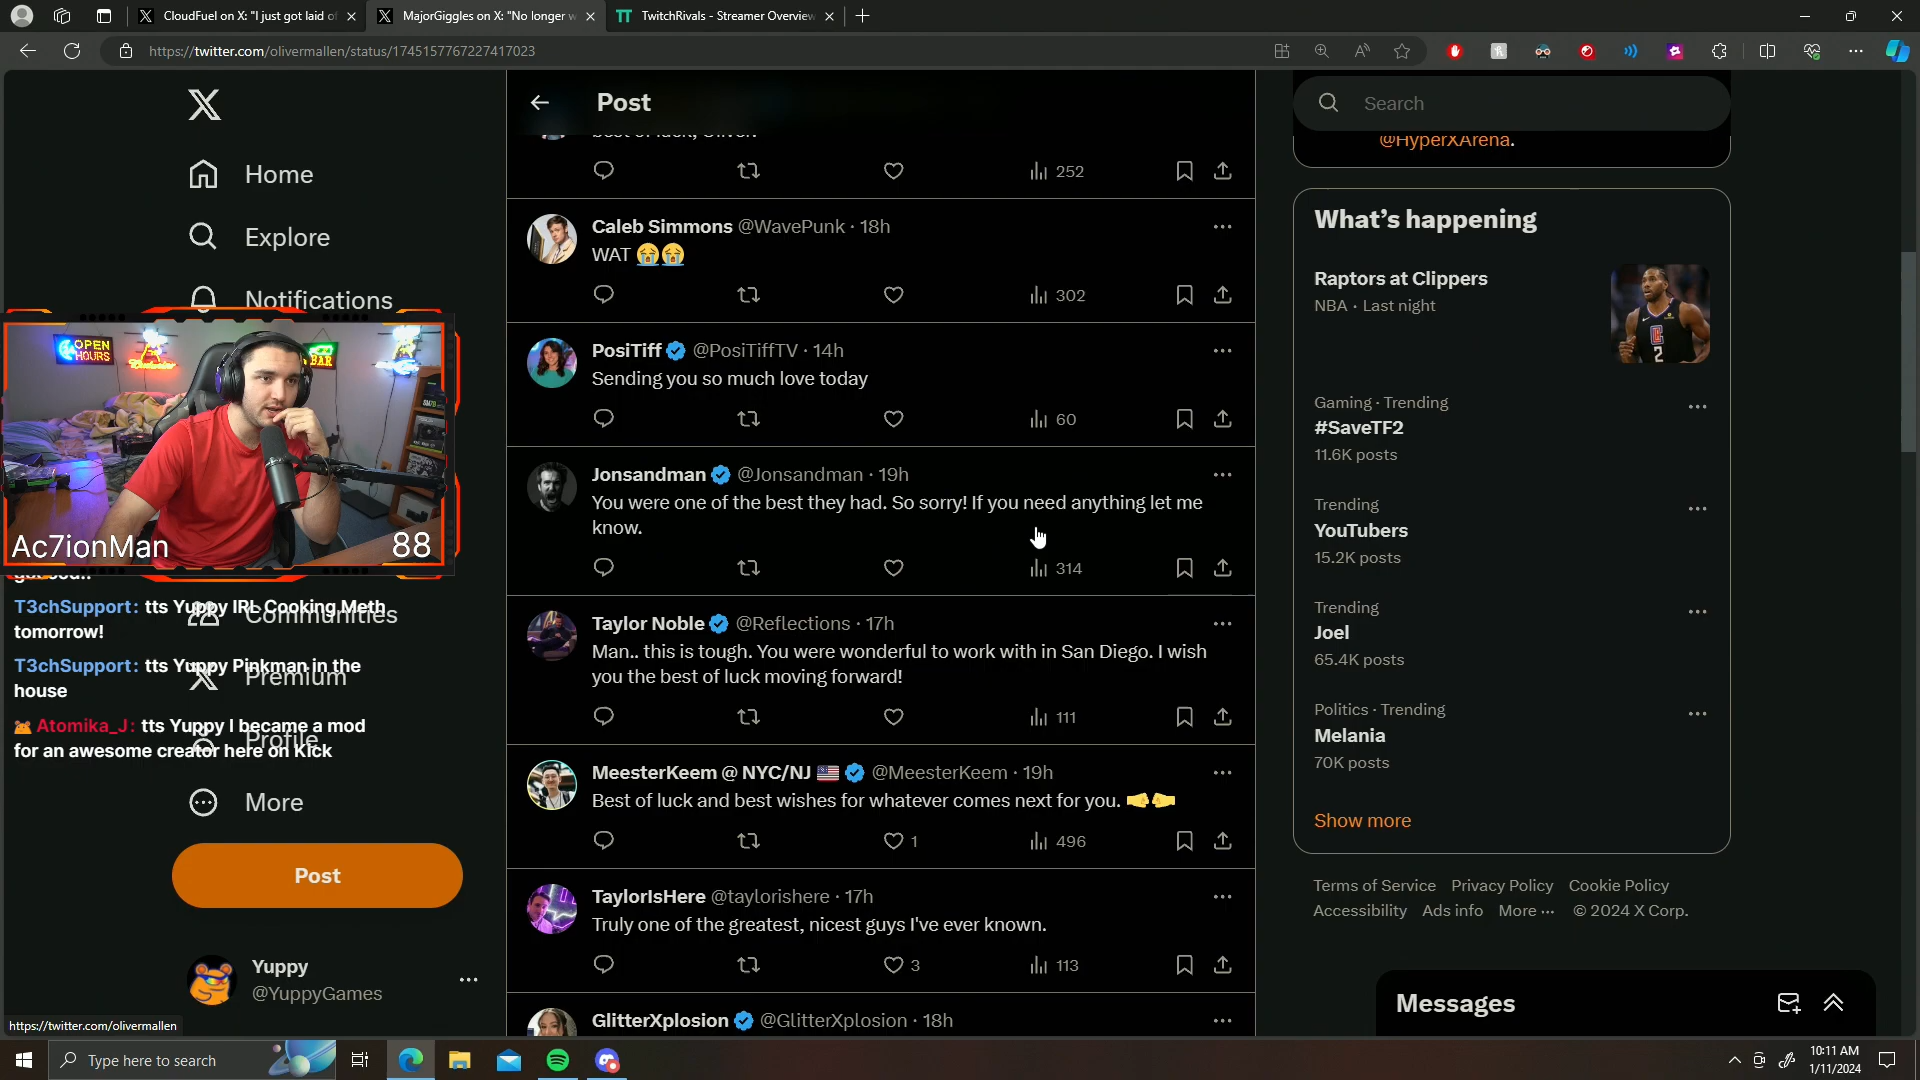 CloudFuel on X: "I just got laid o
MajorGiggles on X: "No longer w
TwitchRivals - Streamer Overview
https://twitter.com/olivermallen/status/1745157767227417023
X
Home
Explore
Notifications
Communities
Premium
Profile
More
Post
Yuppy
@YuppyGames
OPEN
HOURS
BAR
Ac7ionMan
88
T3chSupport: tts Yuppy IRL Cooking Meth
tomorrow!
T3chSupport: tts Yuppy Pinkman in the
house
Atomika_J: tts Yuppy I became a mod
for an awesome creator here on Kick
https://twitter.com/olivermallen
Post
best of luck, Oliver.
252
Caleb Simmons @WavePunk · 18h
WAT 😭😭
302
PosiTiff @PosiTiffTV · 14h
Sending you so much love today
60
Jonsandman @Jonsandman · 19h
You were one of the best they had. So sorry! If you need anything let me
know.
314
Taylor Noble @Reflections · 17h
Man.. this is tough. You were wonderful to work with in San Diego. I wish
you the best of luck moving forward!
111
MeesterKeem @ NYC/NJ 🇺🇸 @MeesterKeem · 19h
Best of luck and best wishes for whatever comes next for you. 🤜🤛
1 496
TaylorIsHere @taylorishere · 17h
Truly one of the greatest, nicest guys I've ever known.
3 113
GlitterXplosion @GlitterXplosion · 18h
Search
@HyperXArena.
What's happening
Raptors at Clippers
NBA · Last night
Gaming · Trending
#SaveTF2
11.6K posts
Trending
YouTubers
15.2K posts
Trending
Joel
65.4K posts
Politics · Trending
Melania
70K posts
Show more
Terms of Service Privacy Policy Cookie Policy
Accessibility Ads info More ··· © 2024 X Corp.
Messages
Type here to search
10:11 AM
1/11/2024